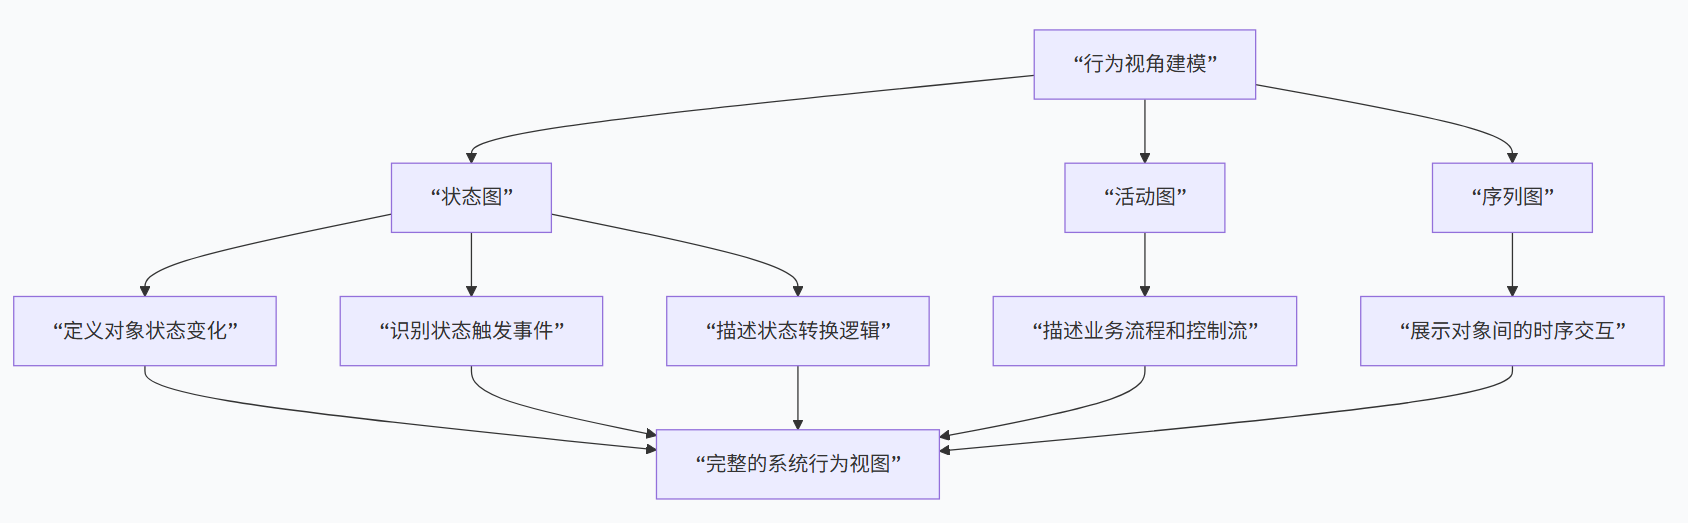 “行为视角建模”
“状态图”
“活动图”
“序列图”
“定义对象状态变化”
“识别状态触发事件”
“描述状态转换逻辑”
“描述业务流程和控制流”
“展示对象间的时序交互”
“完整的系统行为视图”